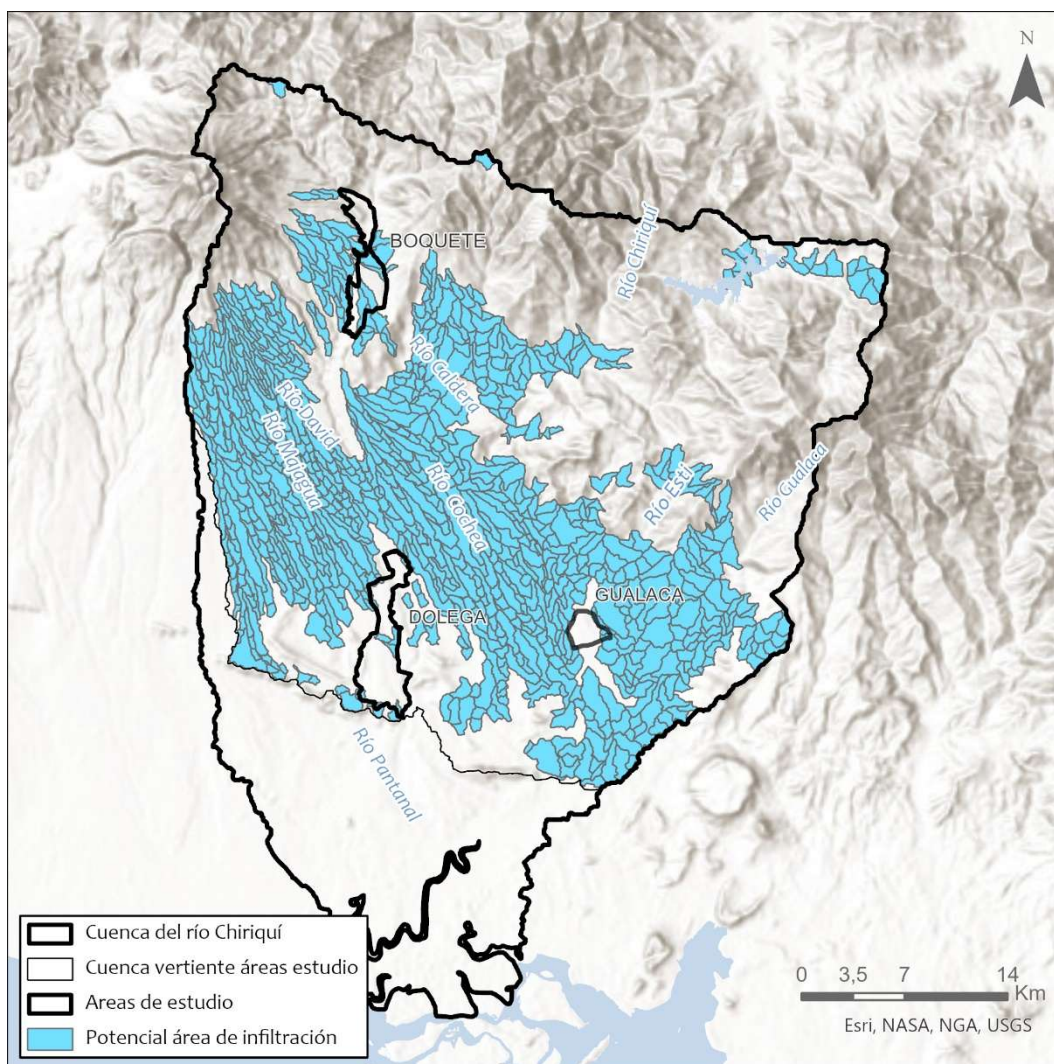 N
BOQUETE
Río Chiriquí
Río Caldera
Río David
Río Majagua
Río Cochea
Río Estí
Río Gualaca
GUALACA
DOLEGA
Río Pantanal
Cuenca del río Chiriquí
Cuenca vertiente áreas estudio
Areas de estudio
Potencial área de infiltración
0 3,5 7 14
Km
Esri, NASA, NGA, USGS